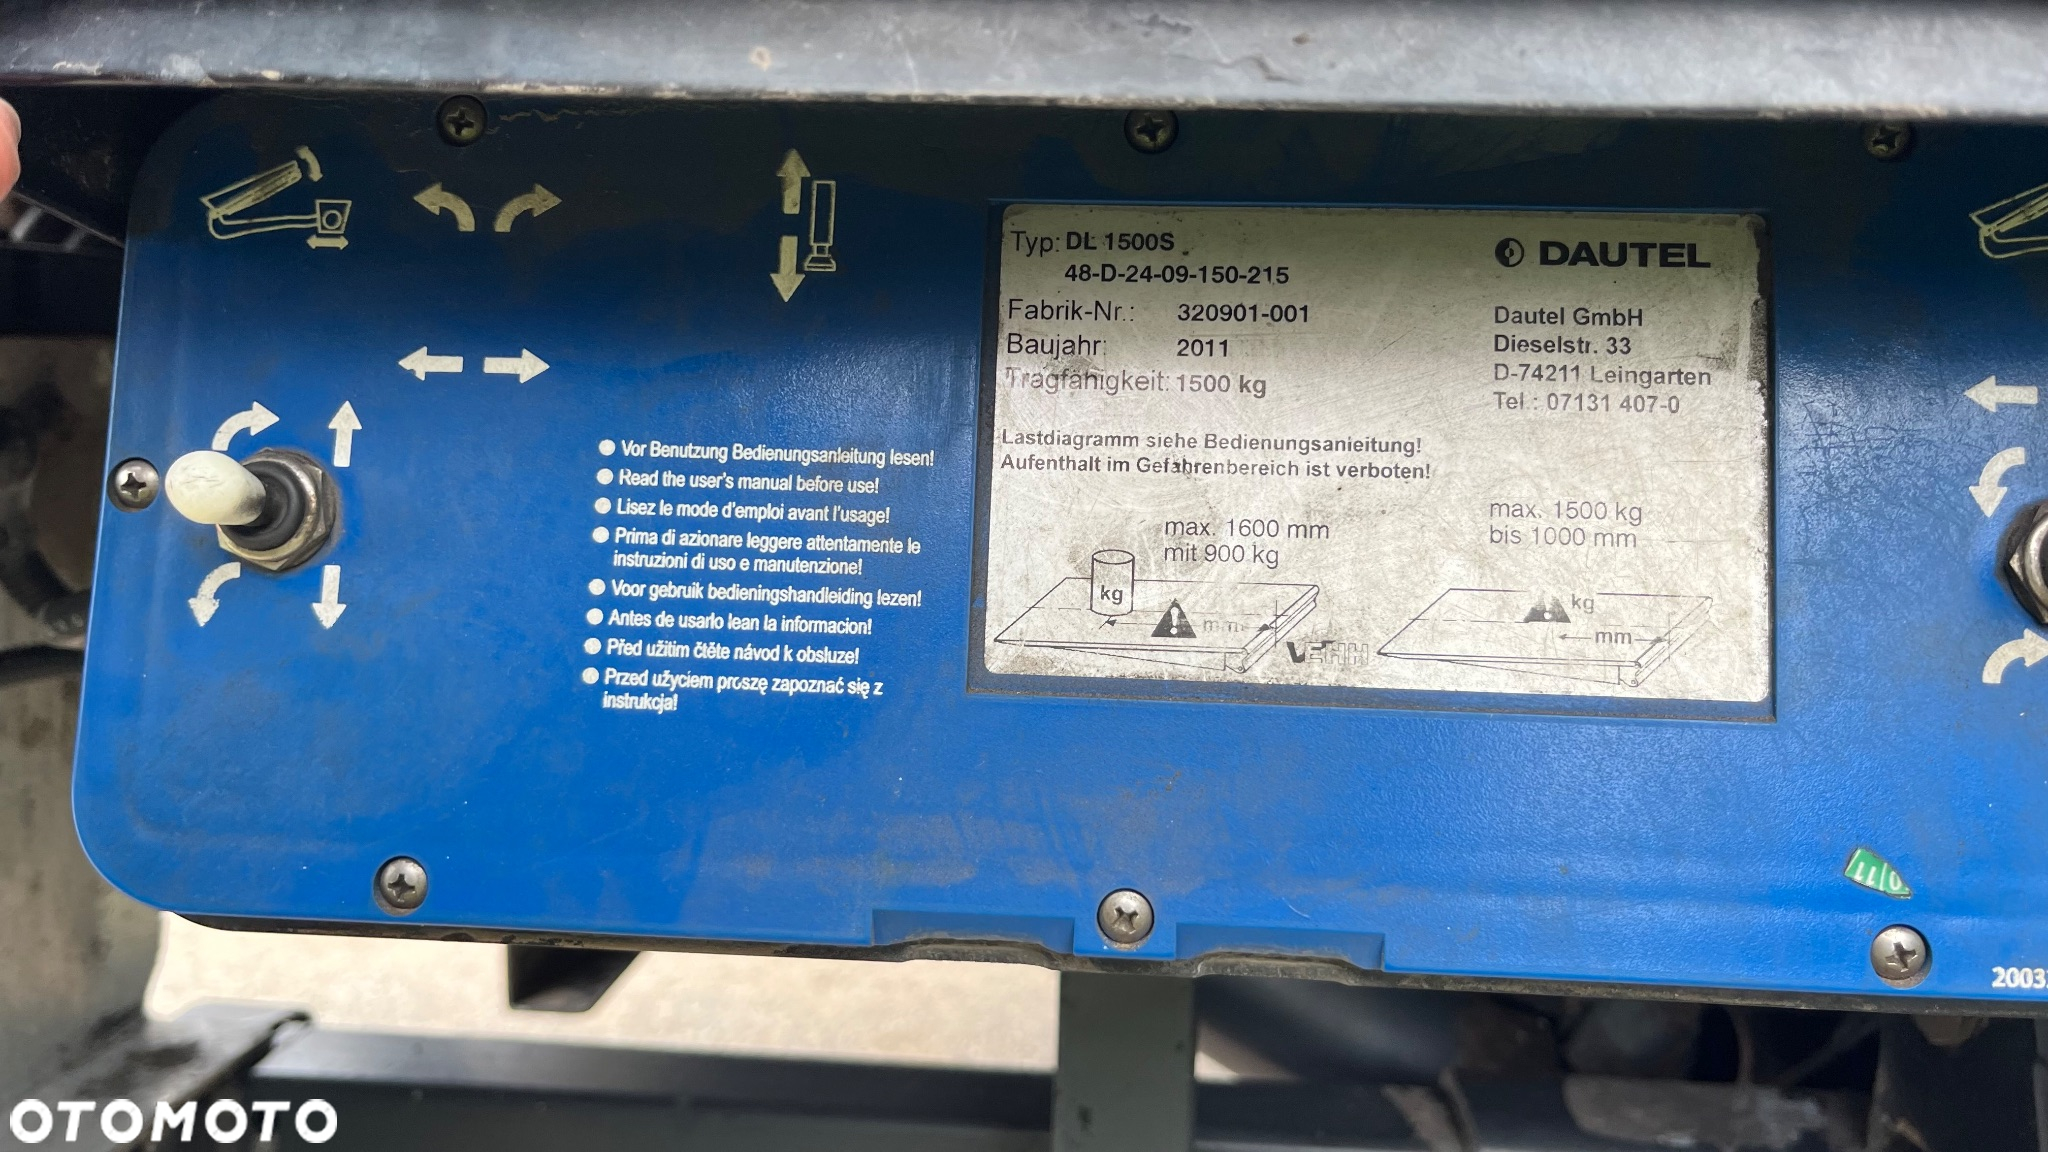 Typ: DL 1500S
48-D-24-09-150-215
Fabrik-Nr.: 320901-001
Baujahr: 2011
Tragfähigkeit: 1500 kg
DAUTEL
Dautel GmbH
Dieselstr. 33
D-74211 Leingarten
Tel.: 07131 407-0
Lastdiagramm siehe Bedienungsanleitung!
Aufenthalt im Gefahrenbereich ist verboten!
max. 1600 mm
mit 900 kg
kg
mm
max. 1500 kg
bis 1000 mm
kg
mm
VEHH
Vor Benutzung Bedienungsanleitung lesen!
Read the user's manual before use!
Lisez le mode d'emploi avant l'usage!
Prima di azionare leggere attentamente le
instruzioni di uso e manutenzione!
Voor gebruik bedieningshandleiding lezen!
Antes de usarlo lean la informacion!
Před užitim čtěte návod k obsluze!
Przed użyciem proszę zapoznać się z
instrukcja!
OTOMOTO